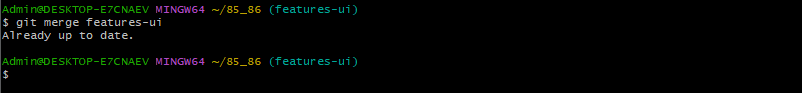 Admin@DESKTOP-E7CNAEV MINGW64 ~/85_86 (features-ui)
$ git merge features-ui
Already up to date.
Admin@DESKTOP-E7CNAEV MINGW64 ~/85_86 (features-ui)
$